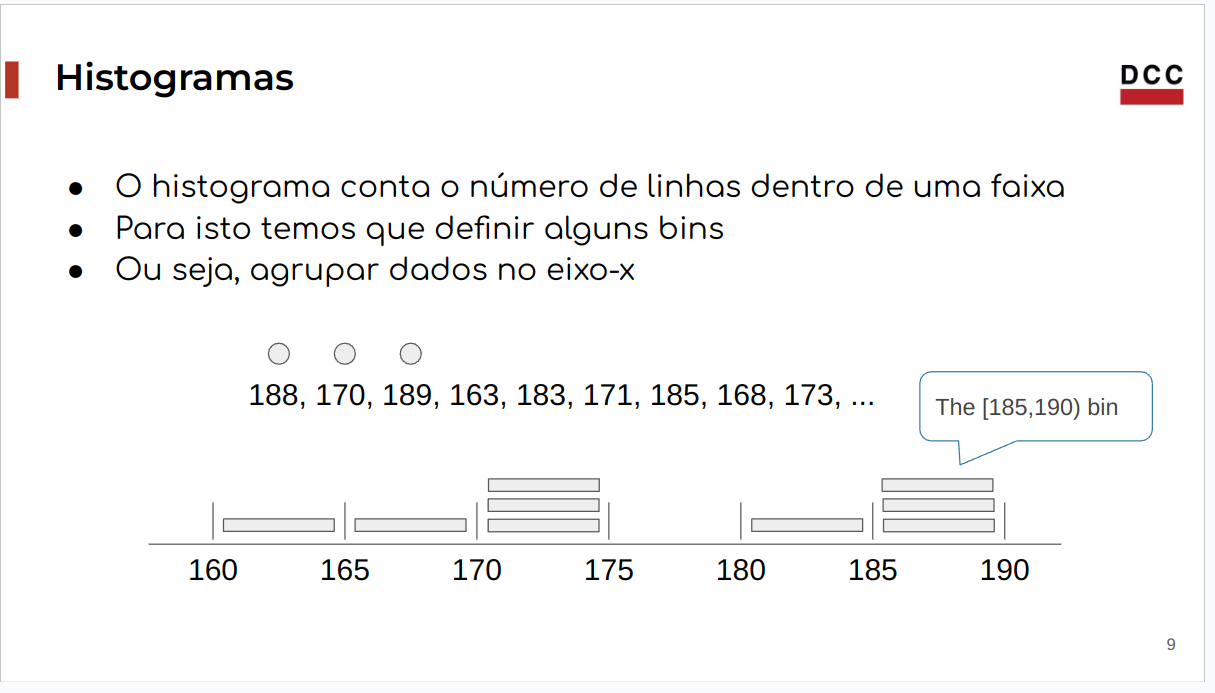 Histogramas
DCC
● O histograma conta o número de linhas dentro de uma faixa
● Para isto temos que definir alguns bins
● Ou seja, agrupar dados no eixo-x
188, 170, 189, 163, 183, 171, 185, 168, 173, ...
The [185,190) bin
160 165 170 175 180 185 190
9